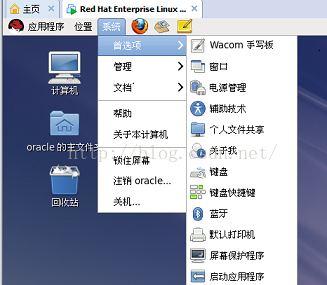 主页
Red Hat Enterprise Linux ...
应用程序 位置 系统
首选项
管理
文档
帮助
关于本计算机
锁住屏幕
注销 oracle...
关机...
Wacom 手写板
窗口
电源管理
辅助技术
个人文件共享
关于我
键盘
键盘快捷键
蓝牙
默认打印机
屏幕保护程序
启动应用程序
计算机
oracle 的主文件夹
回收站
http://blog.csdn.net/